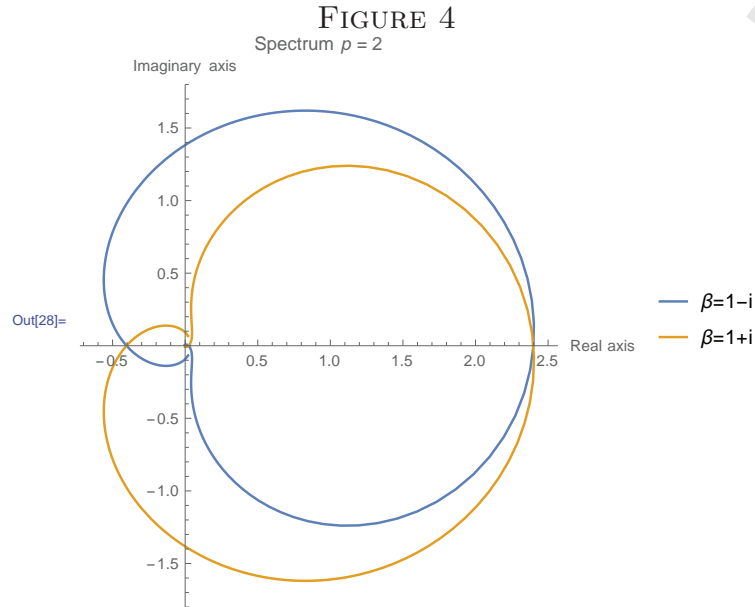 FIGURE 4
Spectrum p = 2
Imaginary axis
1.5
1.0
0.5
Out[28]=
−0.5 0.5 1.0 1.5 2.0 2.5 Real axis
−0.5
−1.0
−1.5
β=1−i
β=1+i